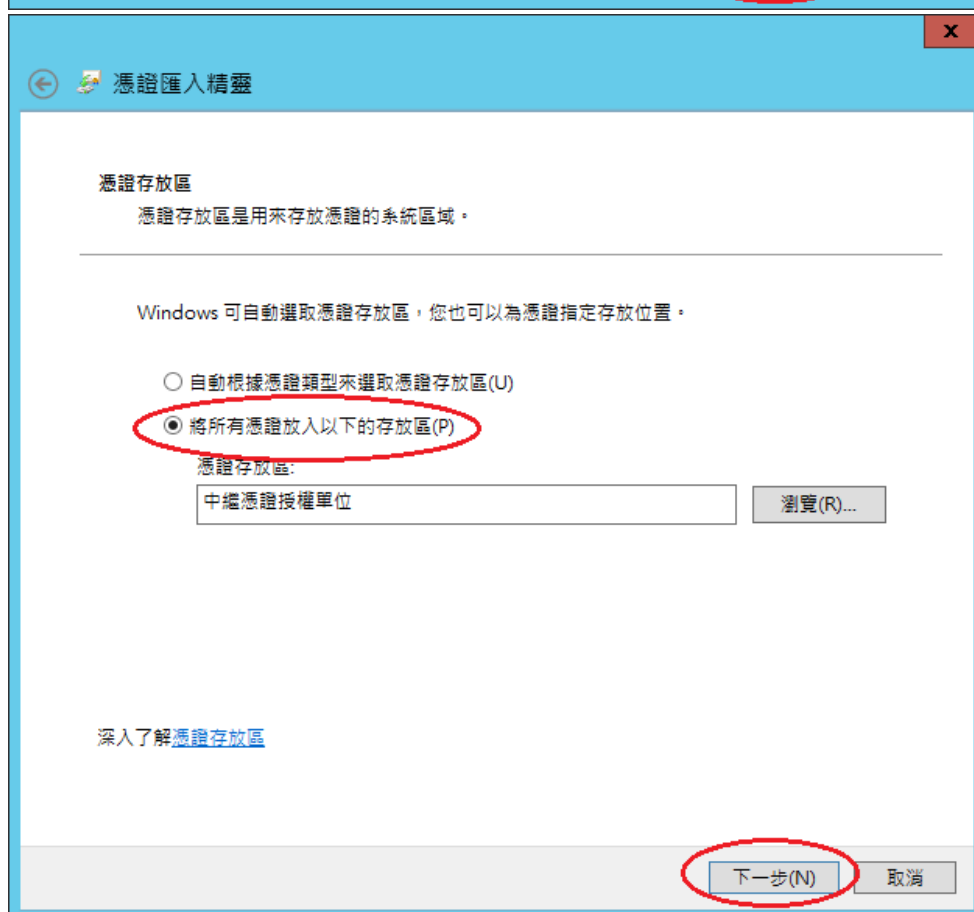 x
憑證匯入精靈
憑證存放區
憑證存放區是用來存放憑證的系統區域。
Windows 可自動選取憑證存放區，您也可以為憑證指定存放位置。
自動根據憑證類型來選取憑證存放區(U)
將所有憑證放入以下的存放區(P)
憑證存放區:
中繼憑證授權單位
瀏覽(R)...
深入了解憑證存放區
下一步(N)
取消